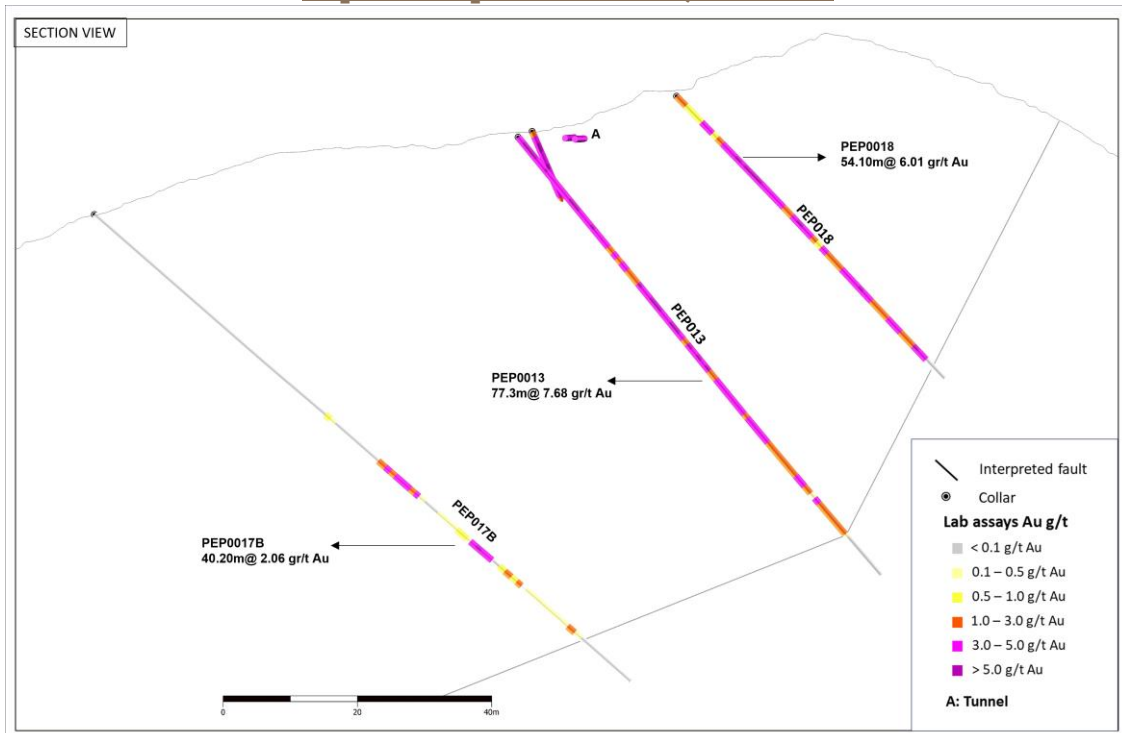 SECTION VIEW
A
PEP0018
54.10m@ 6.01 gr/t Au
PEP018
PEP013
PEP0013
77.3m@ 7.68 gr/t Au
PEP017B
PEP0017B
40.20m@ 2.06 gr/t Au
Interpreted fault
Collar
Lab assays Au g/t
< 0.1 g/t Au
0.1 – 0.5 g/t Au
0.5 – 1.0 g/t Au
1.0 – 3.0 g/t Au
3.0 – 5.0 g/t Au
> 5.0 g/t Au
A: Tunnel
0 20 40m